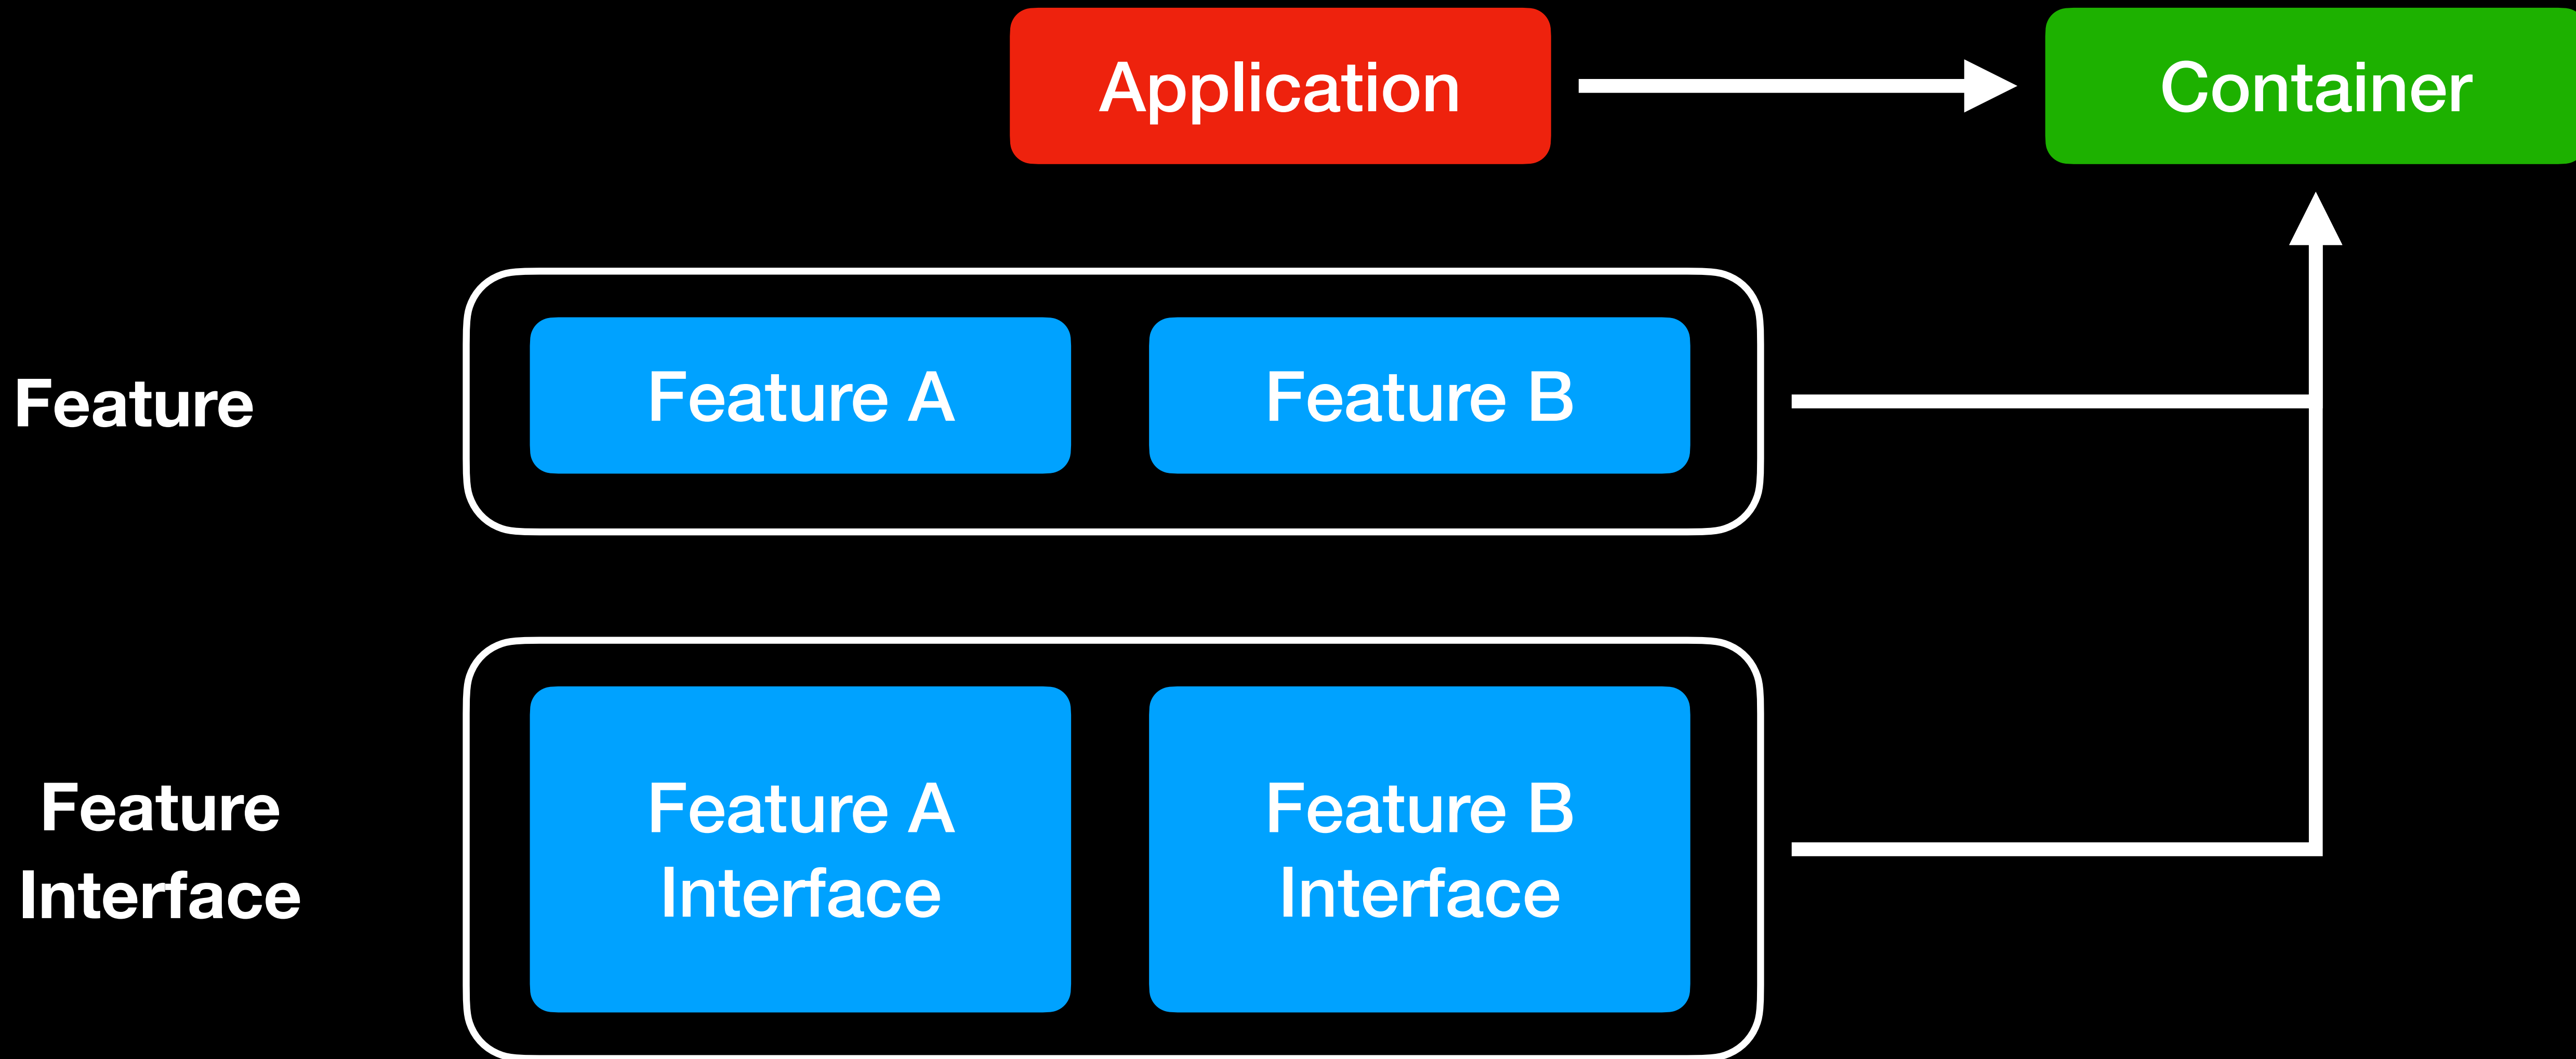 Application
Container
Feature
Feature A
Feature B
Feature
Interface
Feature A
Interface
Feature B
Interface